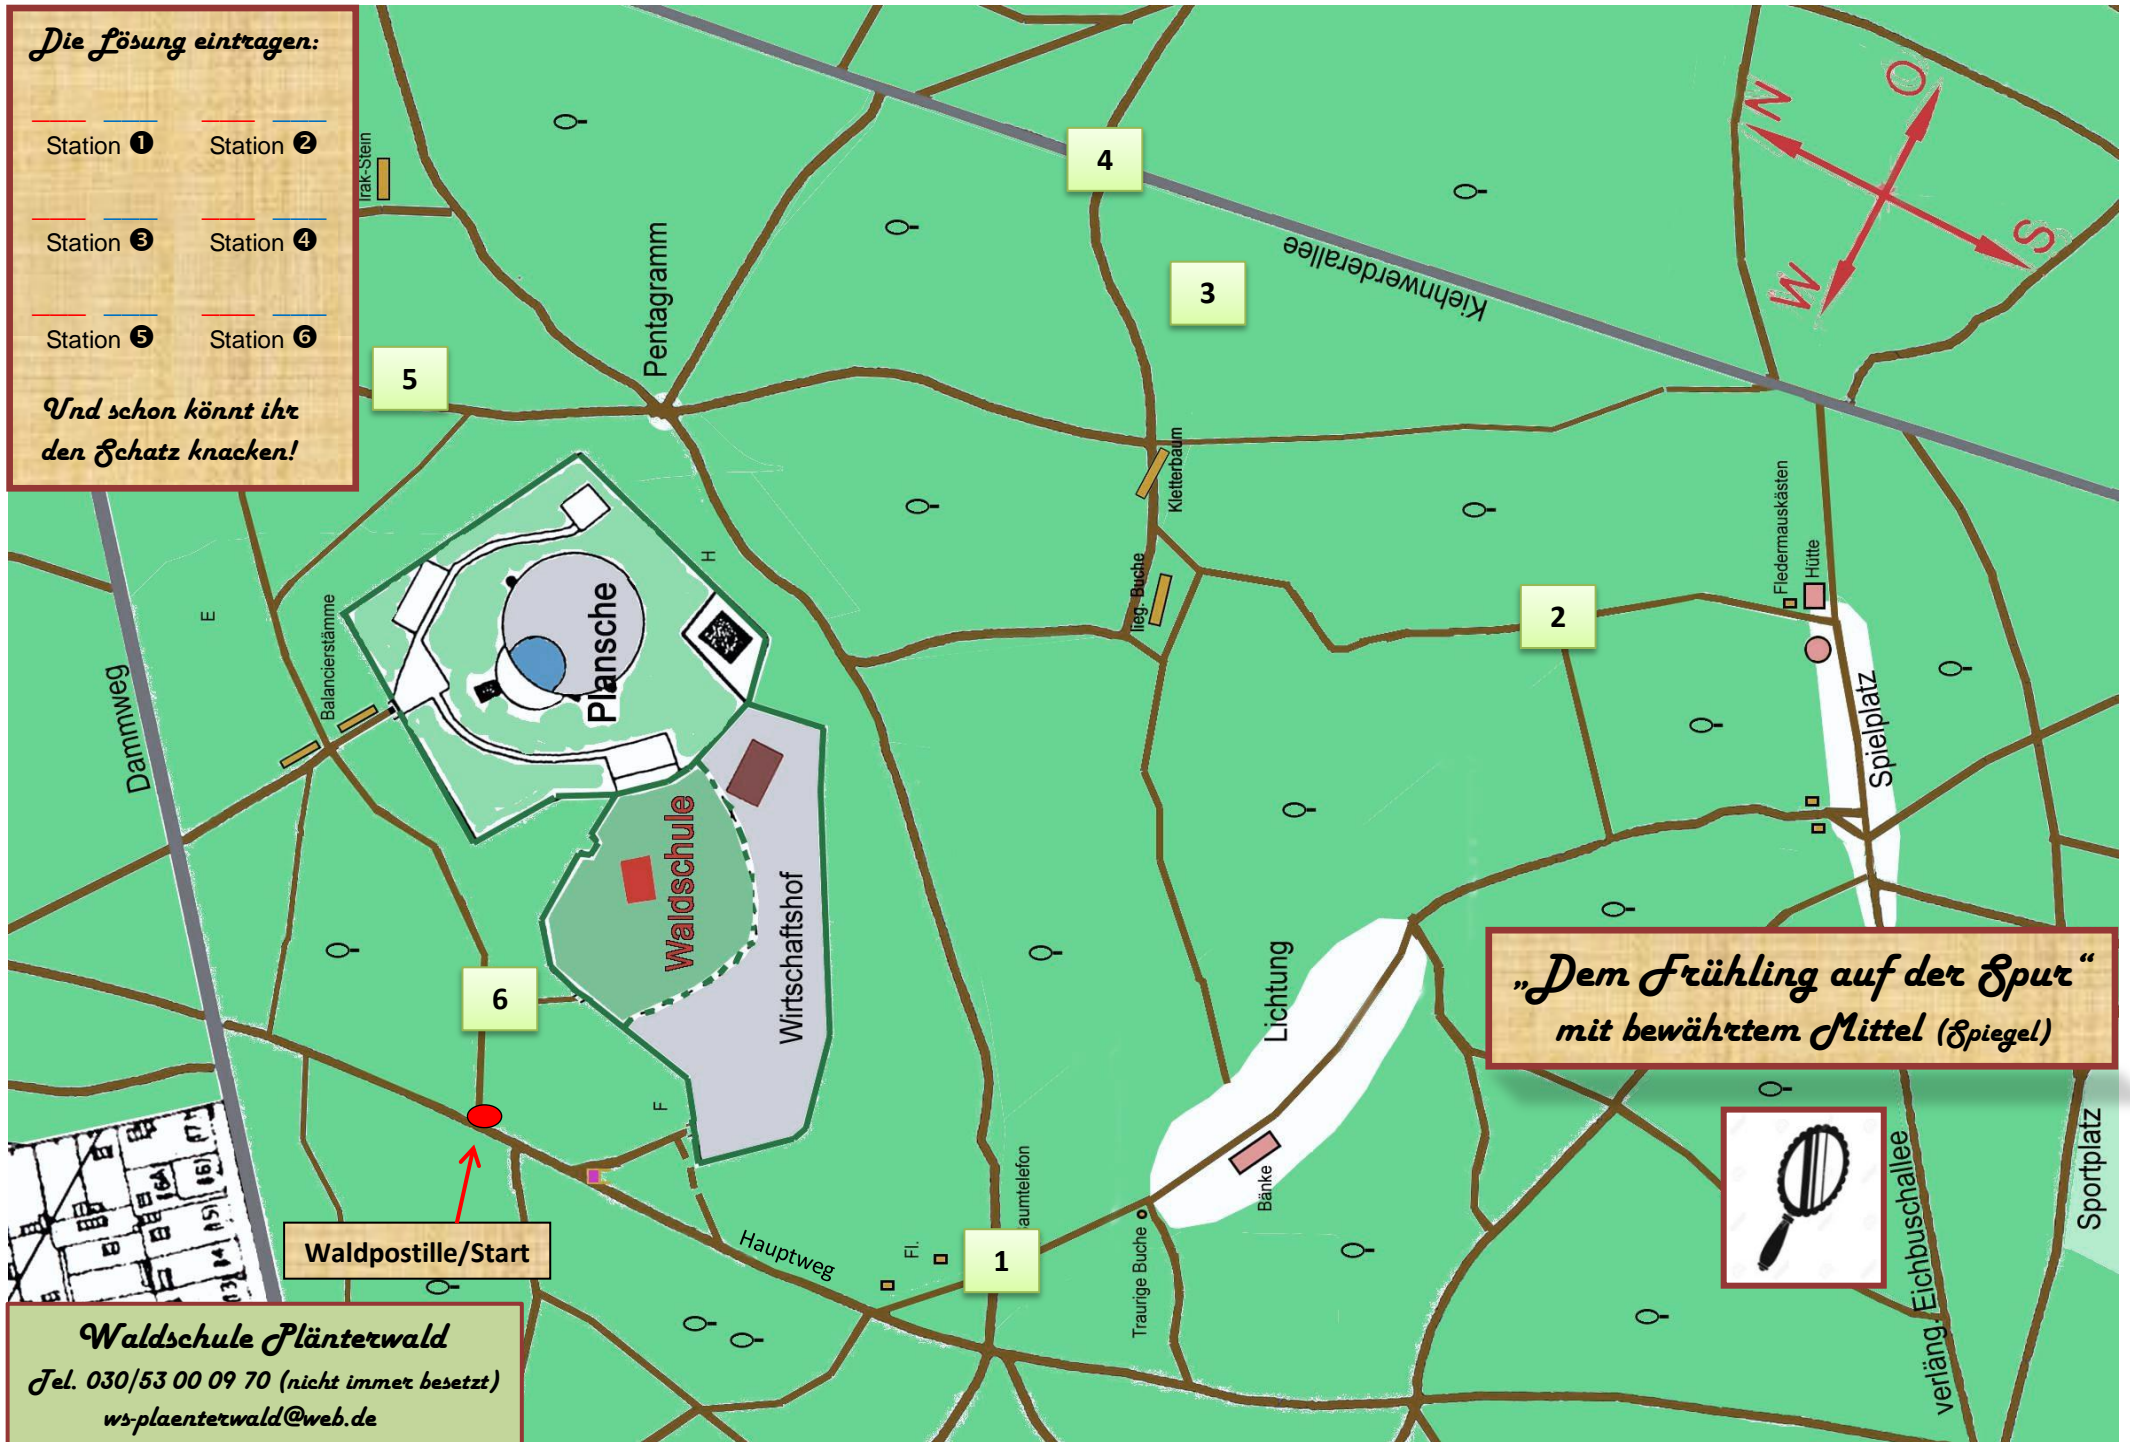 Die Lösung eintragen:
Station ❶ Station ❷
Station ❸ Station ❹
Station ❺ Station ❻
Und schon könnt ihr
den Schatz knacken!
Trak-Stein
Pentagramm
4
3
5
Kiehnwerderallee
N
O
S
W
Kletterbaum
lieg. Buche
Fledermauskästen
Hütte
2
Spielplatz
H
E
Plansche
Balancierstämme
Dammweg
Waldschule
Wirtschaftshof
6
F
Lichtung
Bänke
Traurige Buche
aumtelefon
1
Fl.
Hauptweg
Waldpostille/Start
„Dem Frühling auf der Spur“
mit bewährtem Mittel (Spiegel)
verläng. Eichbuschallee
Sportplatz
Waldschule Plänterwald
Tel. 030/53 00 09 70 (nicht immer besetzt)
ws-plaenterwald@web.de